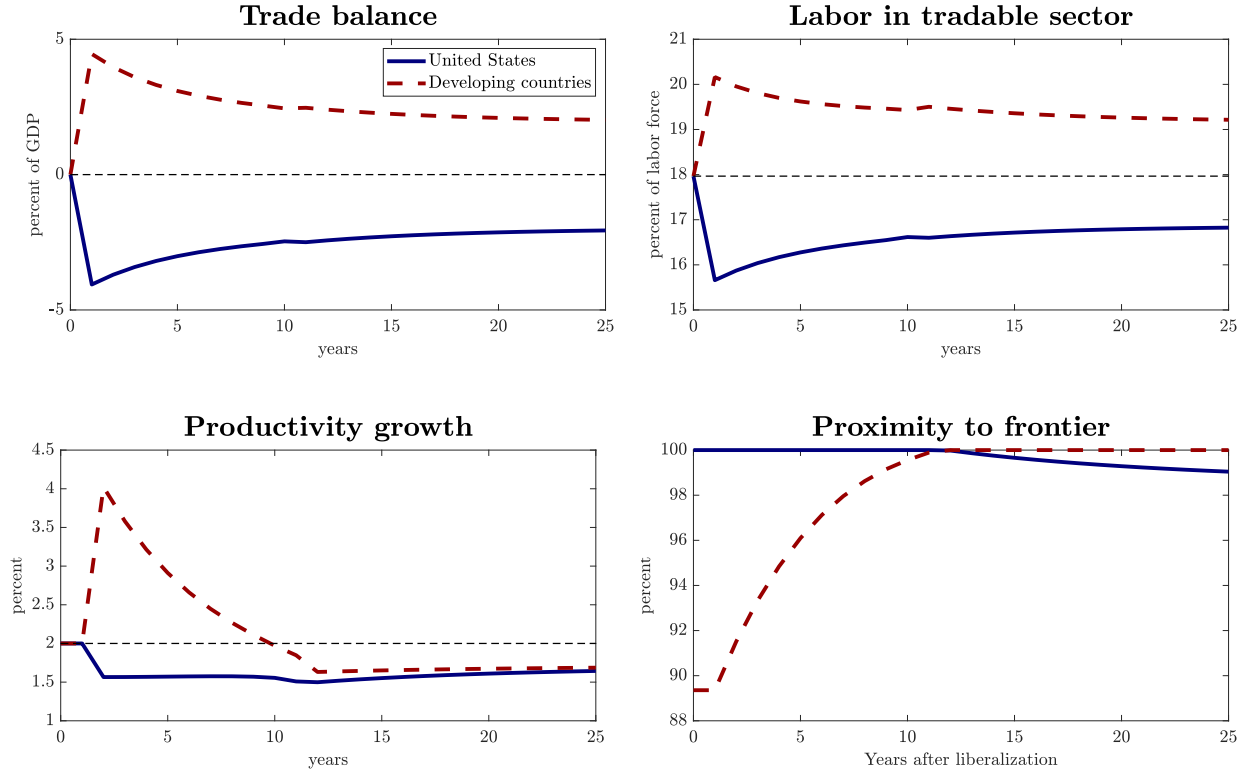 Trade balance
percent of GDP
5
0
-5
United States
Developing countries
0 5 10 15 20 25
years
Labor in tradable sector
percent of labor force
21
20
19
18
17
16
15
0 5 10 15 20 25
years
Productivity growth
percent
4.5
4
3.5
3
2.5
2
1.5
1
0 5 10 15 20 25
years
Proximity to frontier
percent
100
98
96
94
92
90
88
0 5 10 15 20 25
Years after liberalization